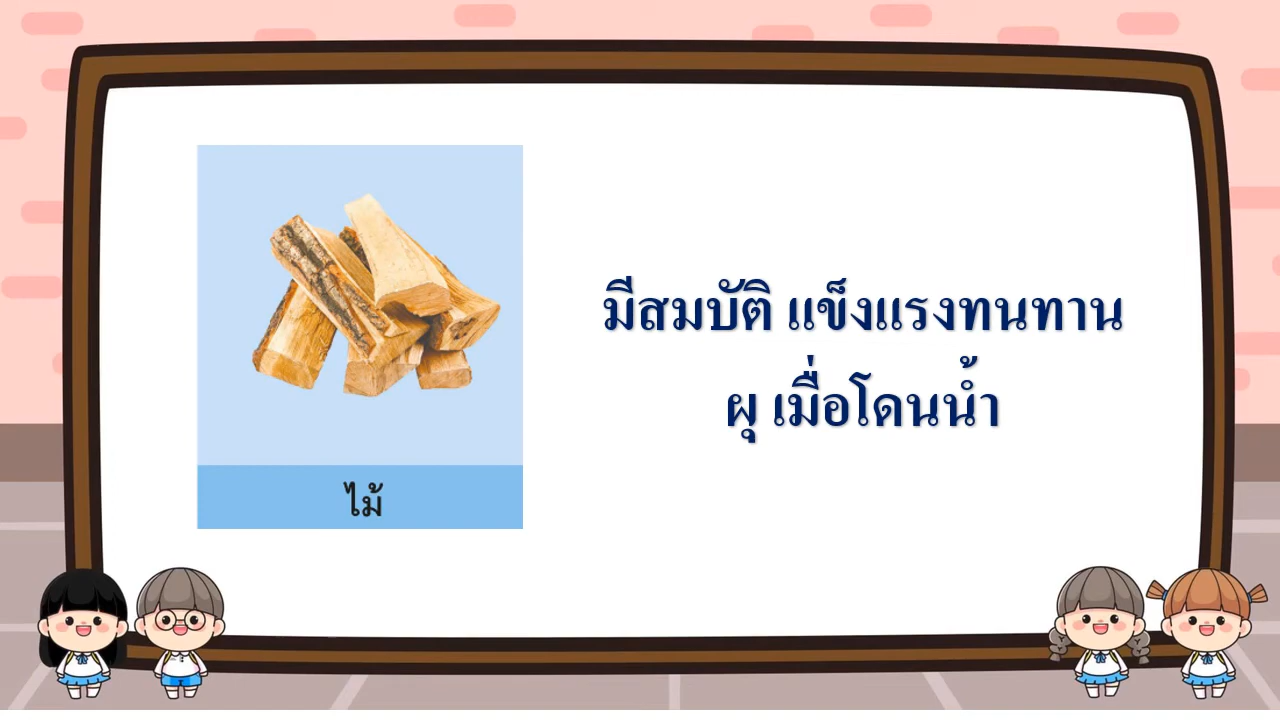 มีสมบัติ แข็งแรงทนทาน
ผุ เมื่อโดนน้ำ
ไม้